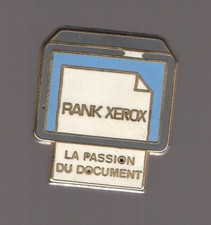 RANK XEROX
LA PASSION
DU DOCUMENT